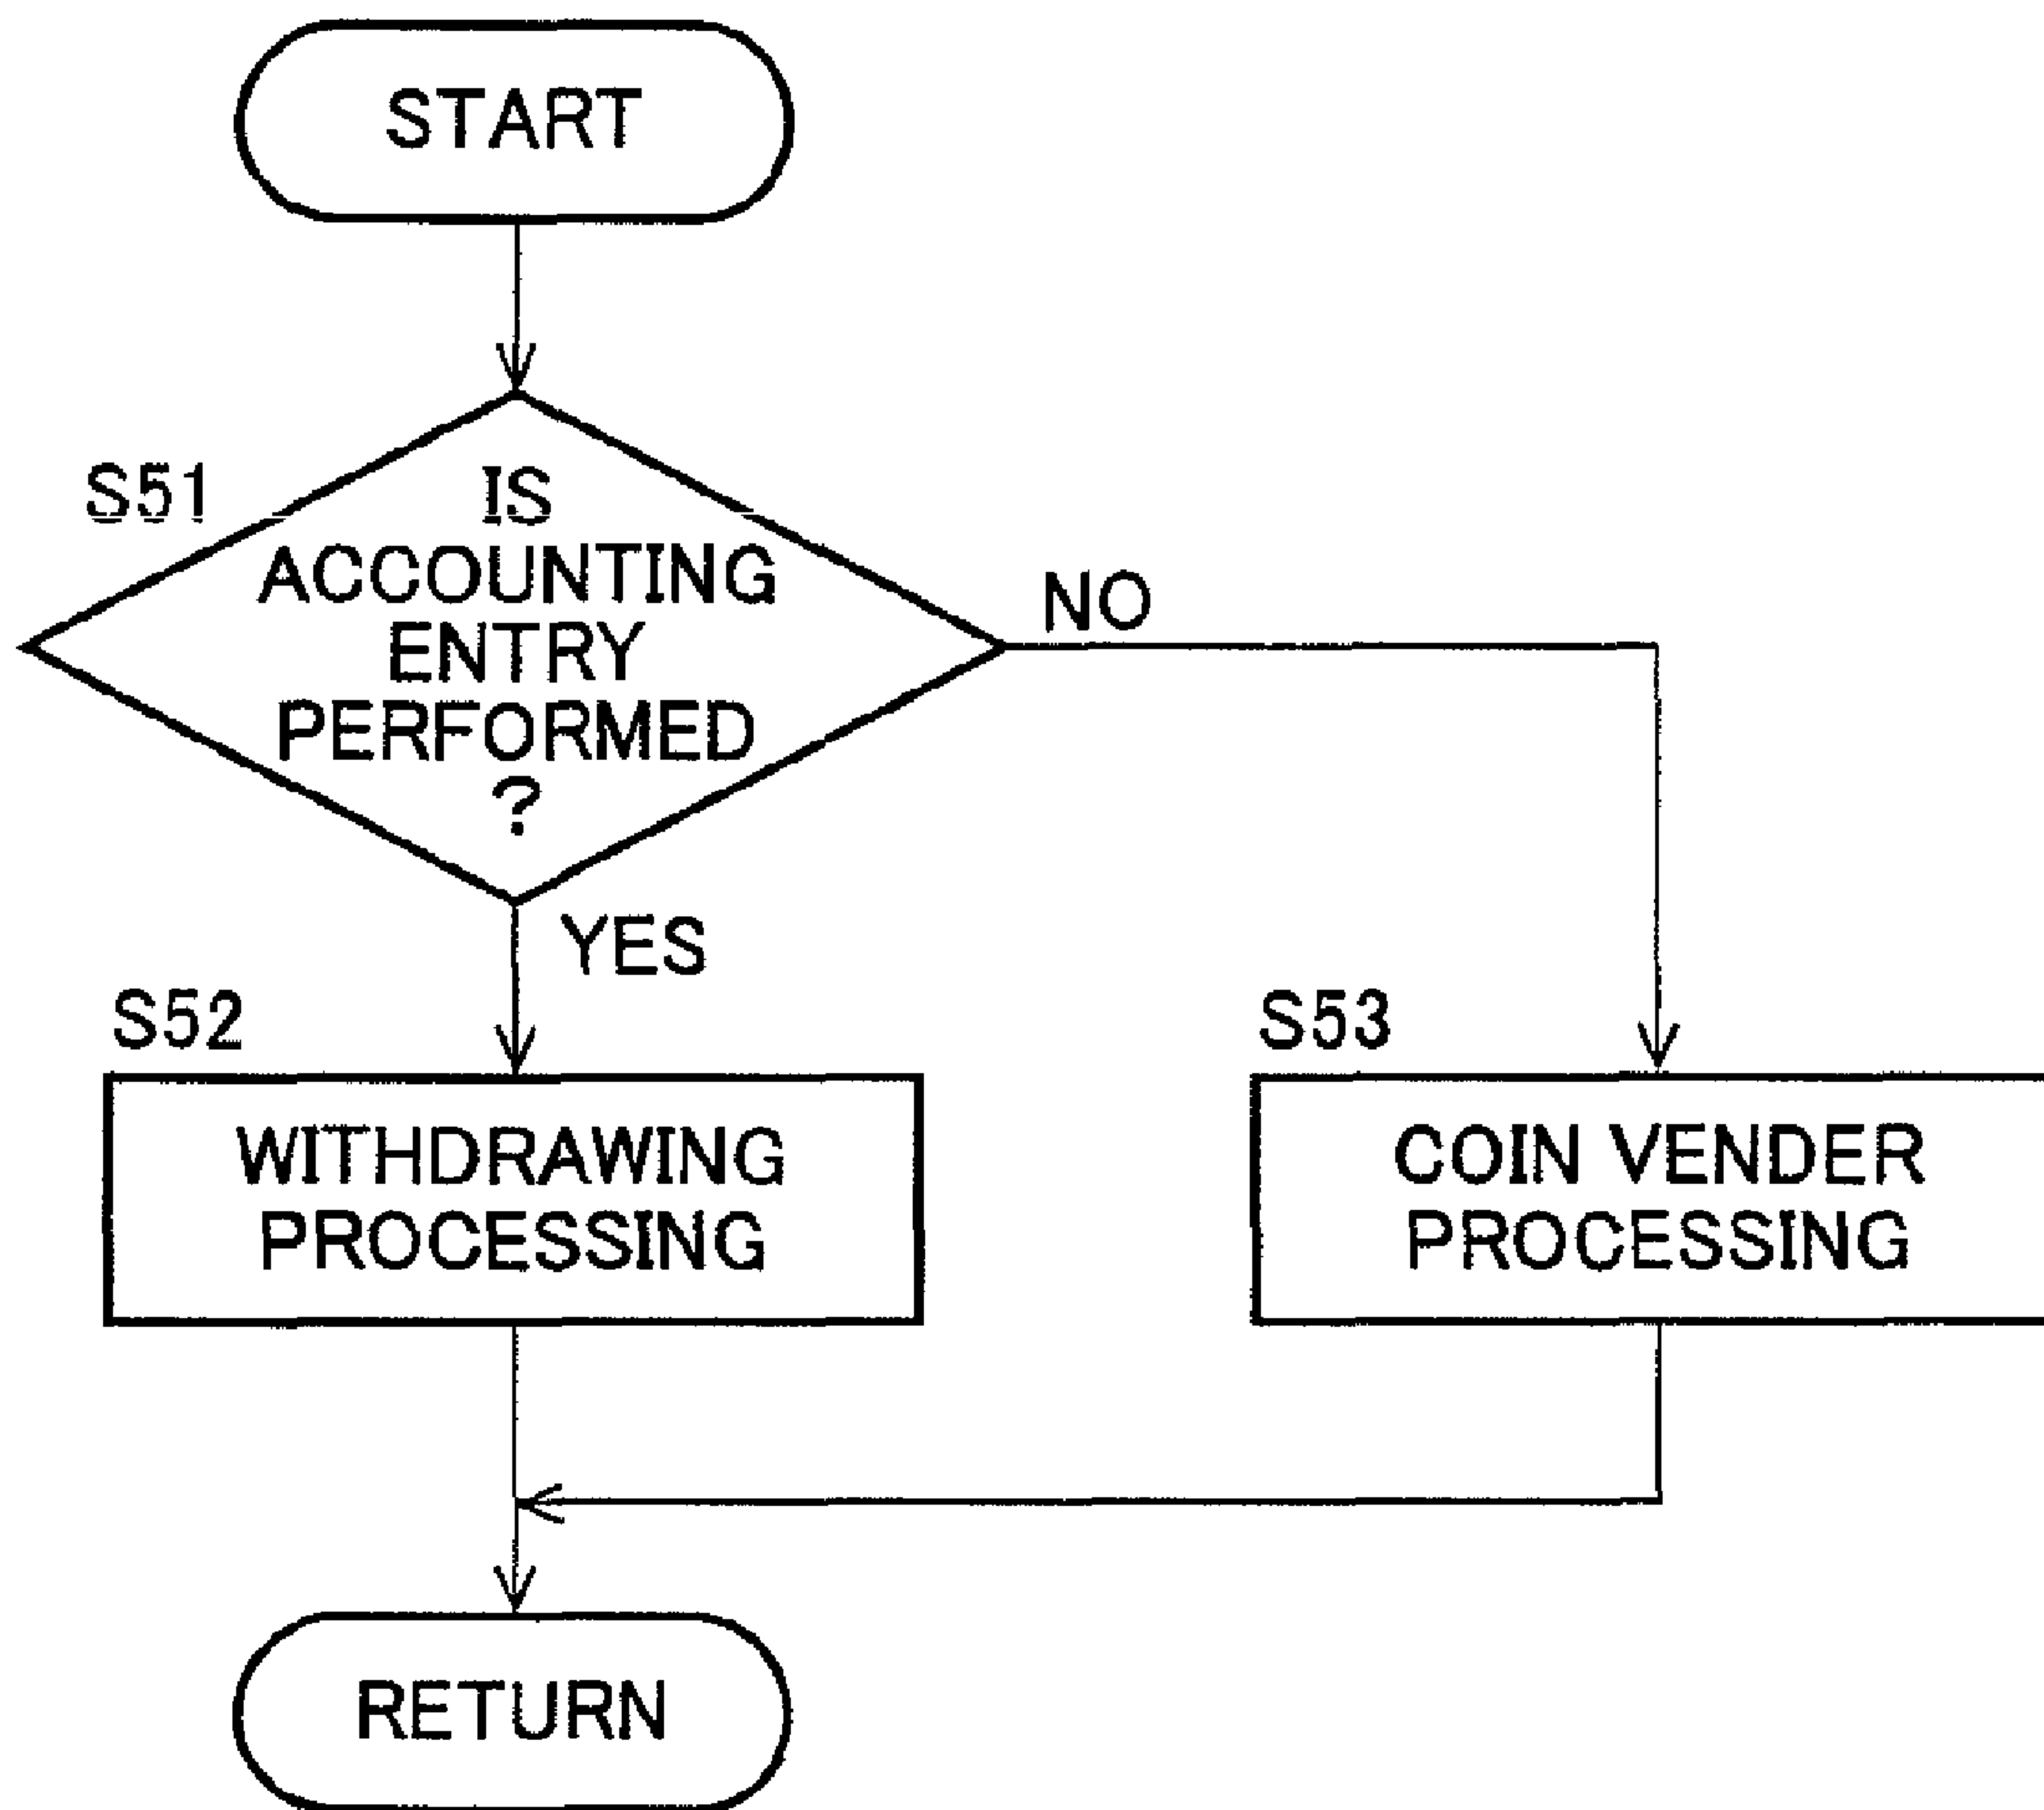 START
S51
IS
ACCOUNTING
ENTRY
PERFORMED
?
NO
YES
S52
WITHDRAWING
PROCESSING
S53
COIN VENDER
PROCESSING
RETURN